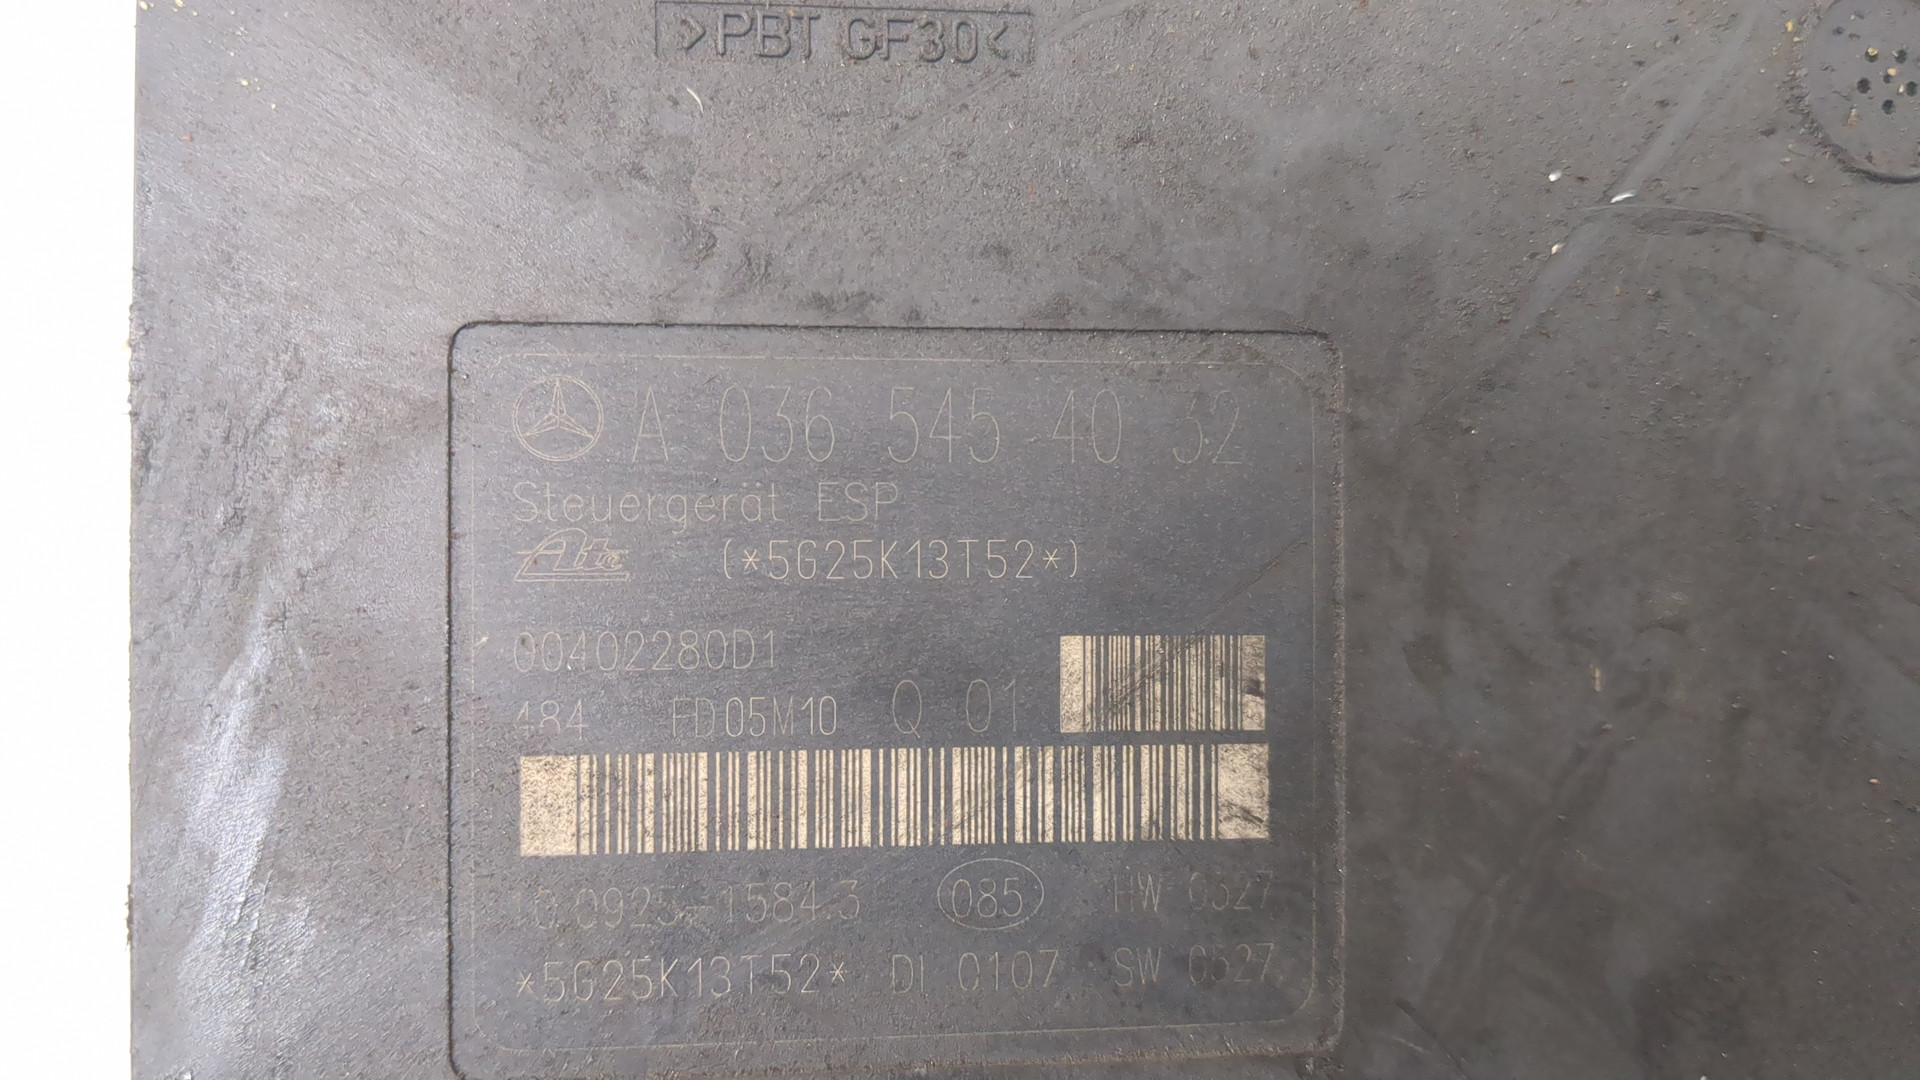 >PBT GF30<
A 036 545 40 32
Steuergerät ESP
Ate (*5G25K13T52*)
00402280D1
484 FD05M10 Q 01
10.0925-1584.3 085 HW 0527
*5G25K13T52* DI 0107 SW 0527